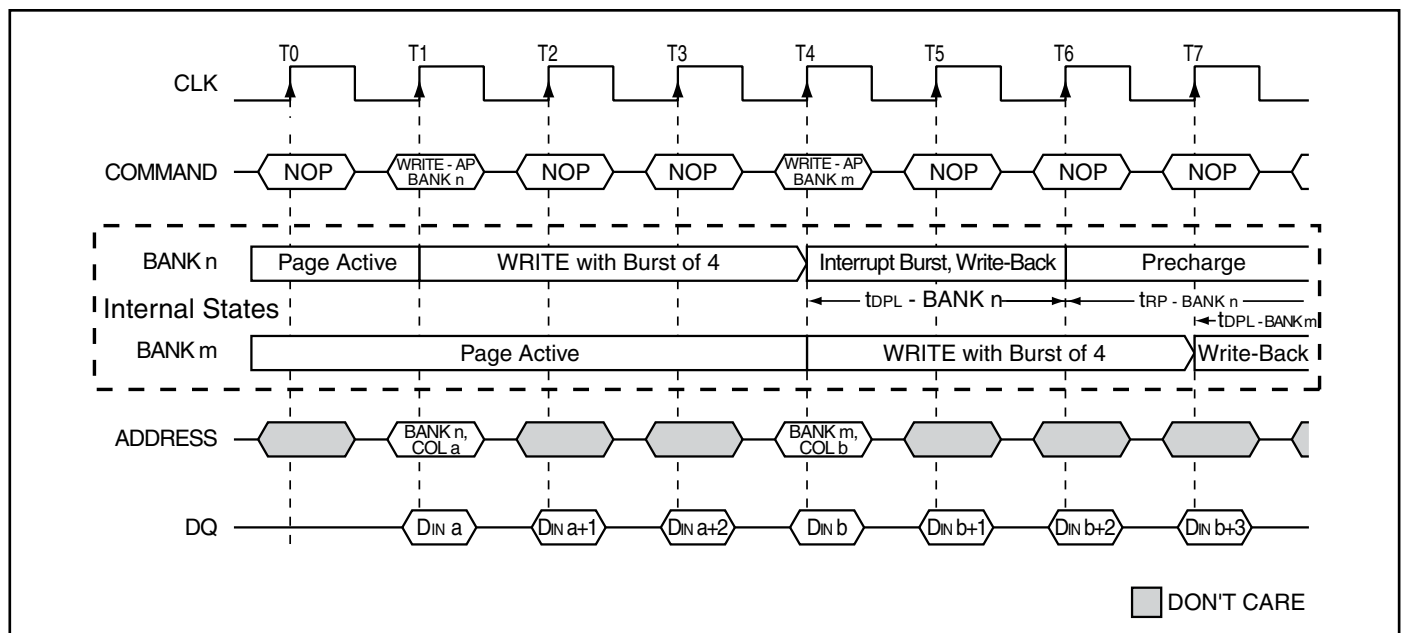 T0 T1 T2 T3 T4 T5 T6 T7
CLK
COMMAND NOP WRITE - AP BANK n NOP NOP WRITE - AP BANK m NOP NOP NOP
BANK n Page Active WRITE with Burst of 4 Interrupt Burst, Write-Back Precharge
Internal States tDPL - BANK n tRP - BANK n
tDPL - BANK m
BANK m Page Active WRITE with Burst of 4 Write-Back
ADDRESS BANK n, COL a BANK m, COL b
DQ DIN a DIN a+1 DIN a+2 DIN b DIN b+1 DIN b+2 DIN b+3
DON'T CARE